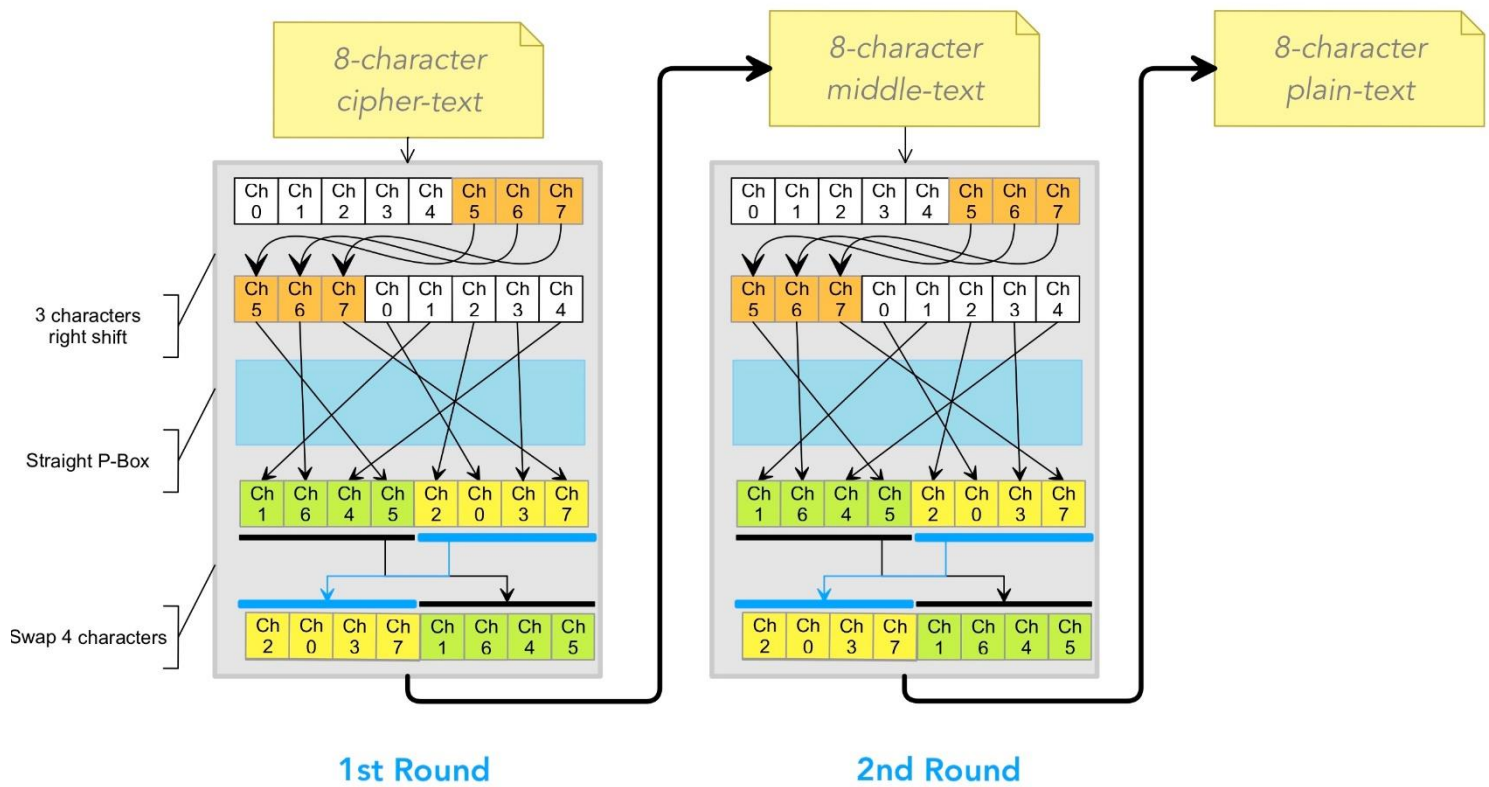 8-character
cipher-text
8-character
middle-text
8-character
plain-text
Ch 0 Ch 1 Ch 2 Ch 3 Ch 4 Ch 5 Ch 6 Ch 7
Ch 0 Ch 1 Ch 2 Ch 3 Ch 4 Ch 5 Ch 6 Ch 7
3 characters
right shift
Ch 5 Ch 6 Ch 7 Ch 0 Ch 1 Ch 2 Ch 3 Ch 4
Ch 5 Ch 6 Ch 7 Ch 0 Ch 1 Ch 2 Ch 3 Ch 4
Straight P-Box
Ch 1 Ch 6 Ch 4 Ch 5 Ch 2 Ch 0 Ch 3 Ch 7
Ch 1 Ch 6 Ch 4 Ch 5 Ch 2 Ch 0 Ch 3 Ch 7
Swap 4 characters
Ch 2 Ch 0 Ch 3 Ch 7 Ch 1 Ch 6 Ch 4 Ch 5
Ch 2 Ch 0 Ch 3 Ch 7 Ch 1 Ch 6 Ch 4 Ch 5
1st Round
2nd Round